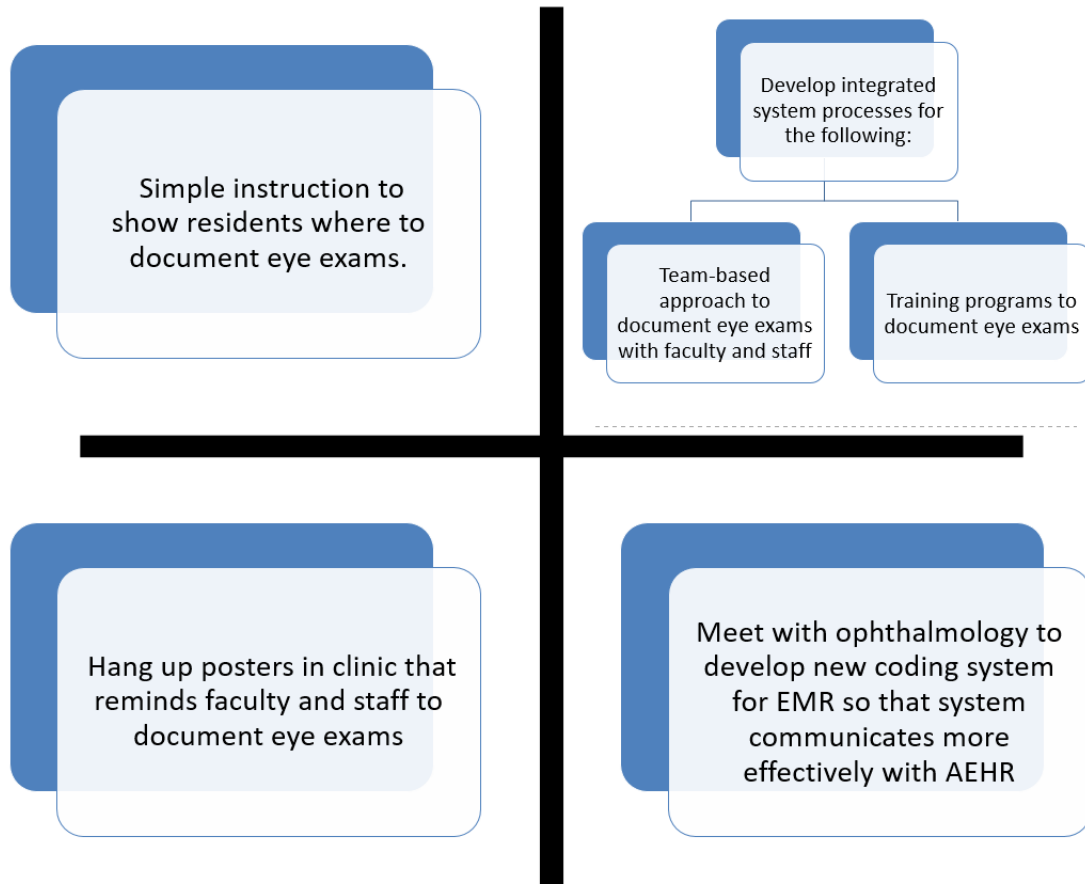 Simple instruction to
show residents where to
document eye exams.
Develop integrated
system processes for
the following:
Team-based
approach to
document eye exams
with faculty and staff
Training programs to
document eye exams
Hang up posters in clinic that
reminds faculty and staff to
document eye exams
Meet with ophthalmology to
develop new coding system
for EMR so that system
communicates more
effectively with AEHR